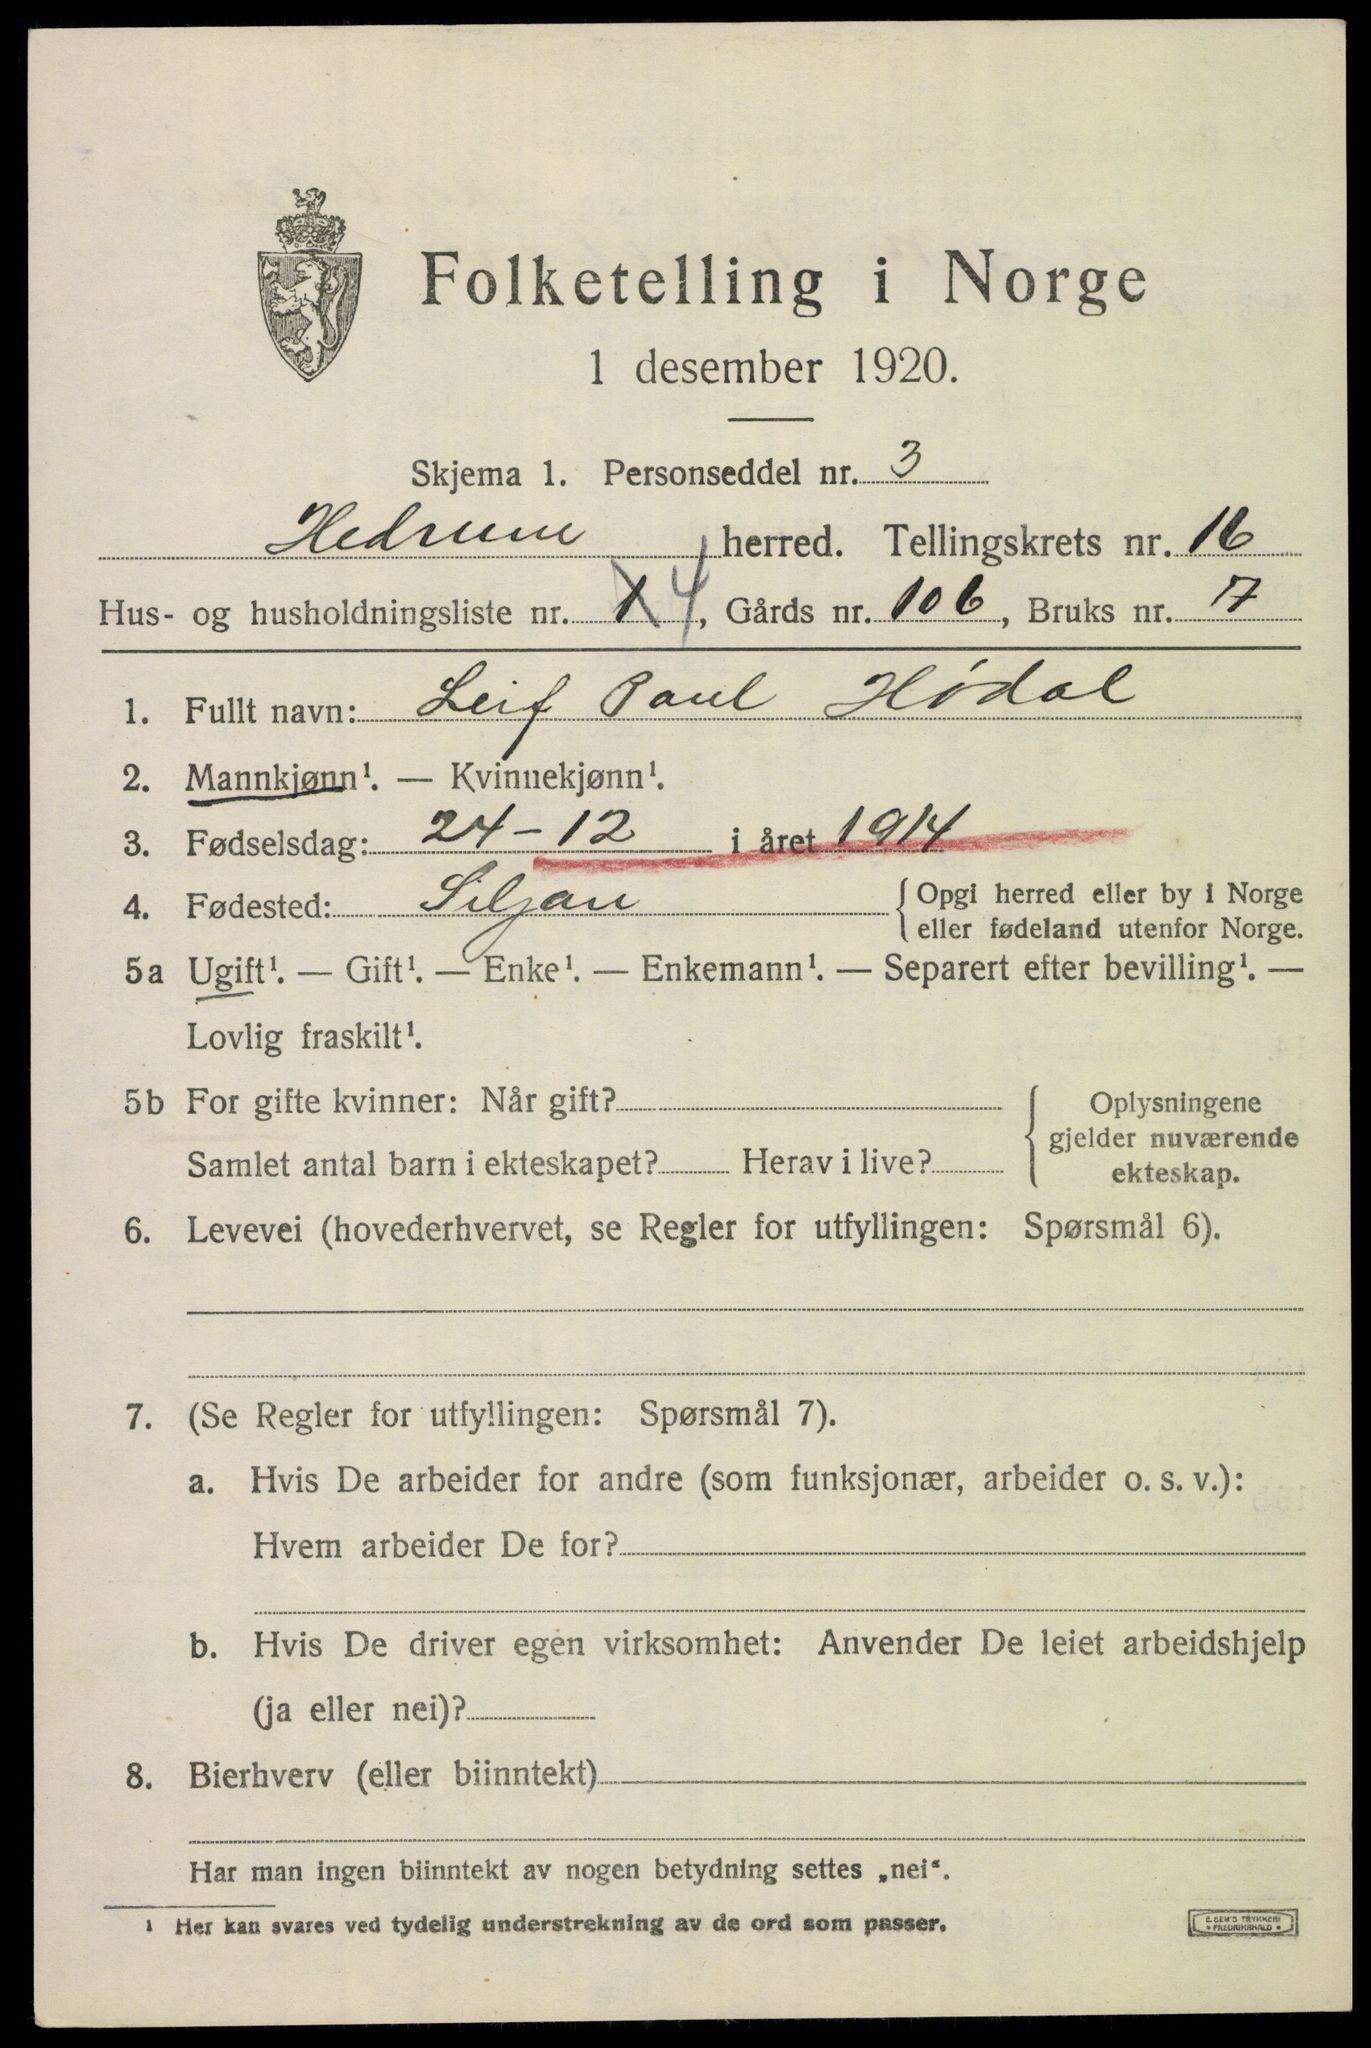 Folketelling i Norge
1 desember 1920.
Skjema 1. Personseddel nr. 3
Hedrum herred. Tellingskrets nr. 16
Hus- og husholdningsliste nr. 1 4, Gårds nr. 106, Bruks nr. 7
1. Fullt navn: Leif Paul Hødal
2. Mannkjønn¹. — Kvinnekjønn¹.
3. Fødselsdag: 24-12 i året 1914
4. Fødested: Siljan { Opgi herred eller by i Norge
eller fødeland utenfor Norge.
5a Ugift¹. — Gift¹. — Enke¹. — Enkemann¹. — Separert efter bevilling¹. —
Lovlig fraskilt¹.
5b For gifte kvinner: Når gift? Oplysningene
gjelder nuværende
Samlet antal barn i ekteskapet? Herav i live? ekteskap.
6. Levevei (hovederhvervet, se Regler for utfyllingen: Spørsmål 6).
7. (Se Regler for utfyllingen: Spørsmål 7).
a. Hvis De arbeider for andre (som funksjonær, arbeider o. s. v.):
Hvem arbeider De for?
b. Hvis De driver egen virksomhet: Anvender De leiet arbeidshjelp
(ja eller nei)?
8. Bierhverv (eller biinntekt)
Har man ingen biinntekt av nogen betydning settes „nei“.
¹ Her kan svares ved tydelig understrekning av de ord som passer.
E. SEM'S TRYKKERI
• FREDRIKSHALD •